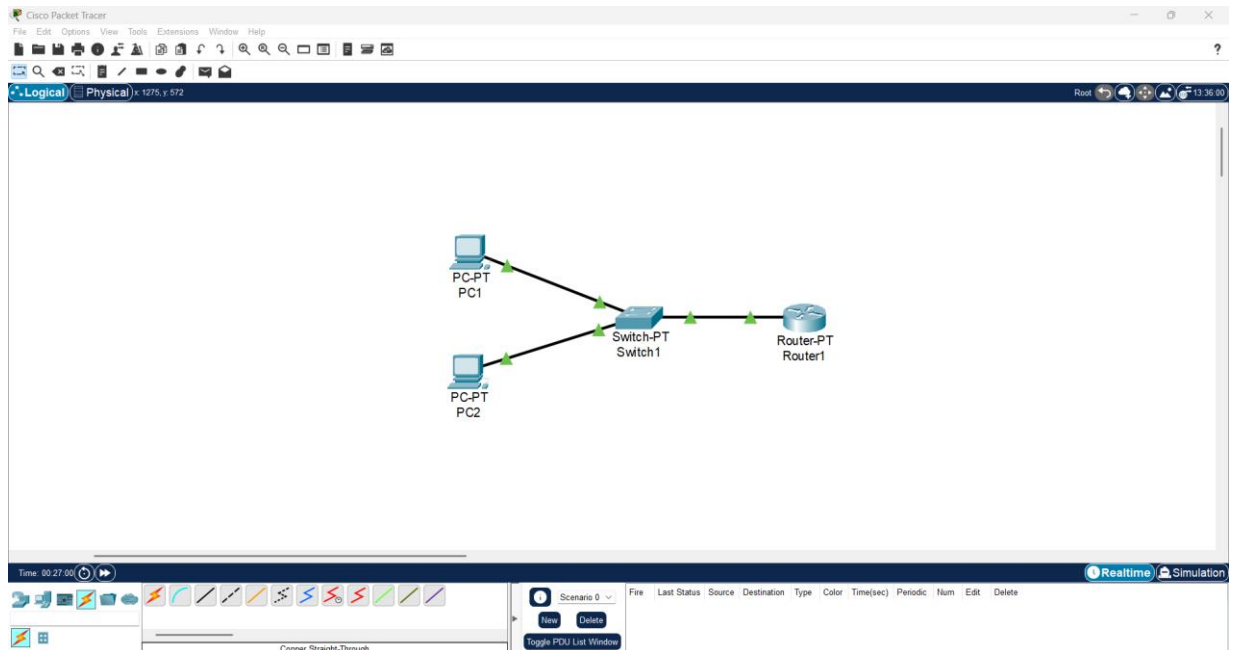 Cisco Packet Tracer
File Edit Options View Tools Extensions Window Help
?
Logical Physical x: 1275, y: 572 Root 13:36:00
PC-PT
PC1
Switch-PT
Switch1
Router-PT
Router1
PC-PT
PC2
Time: 00:27:00 Realtime Simulation
Scenario 0 Fire Last Status Source Destination Type Color Time(sec) Periodic Num Edit Delete
New Delete
Toggle PDU List Window
Copper Straight-Through